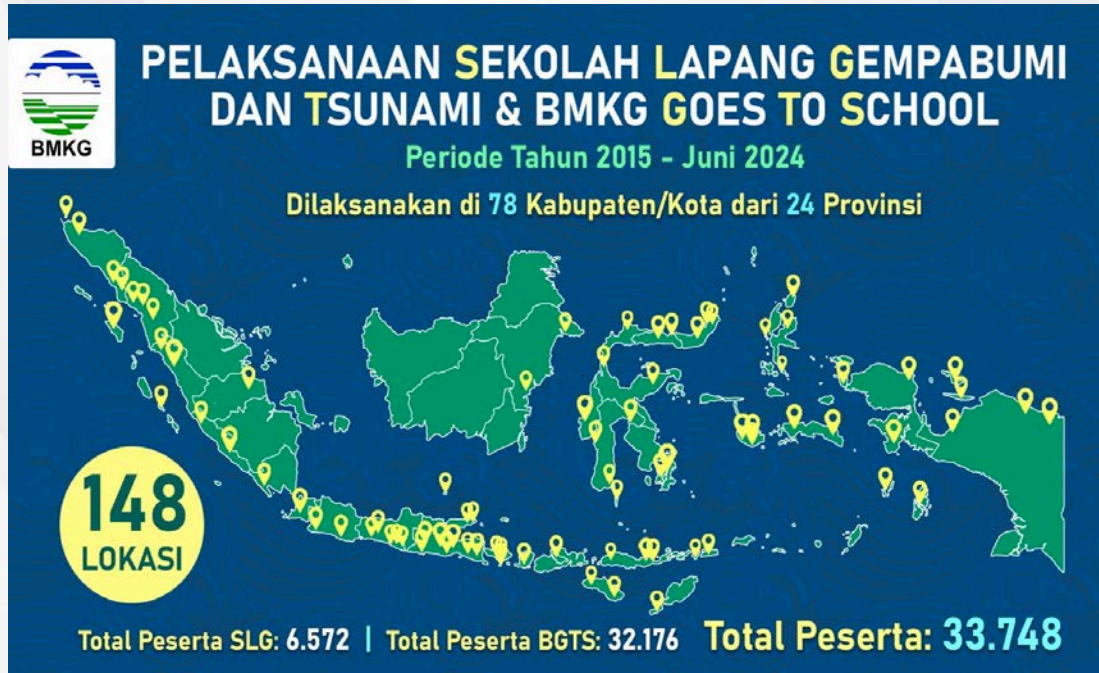 BMKG
PELAKSANAAN SEKOLAH LAPANG GEMPABUMI
DAN TSUNAMI & BMKG GOES TO SCHOOL
Periode Tahun 2015 - Juni 2024
Dilaksanakan di 78 Kabupaten/Kota dari 24 Provinsi
148
LOKASI
Total Peserta SLG: 6.572 | Total Peserta BGTS: 32.176 Total Peserta: 33.748